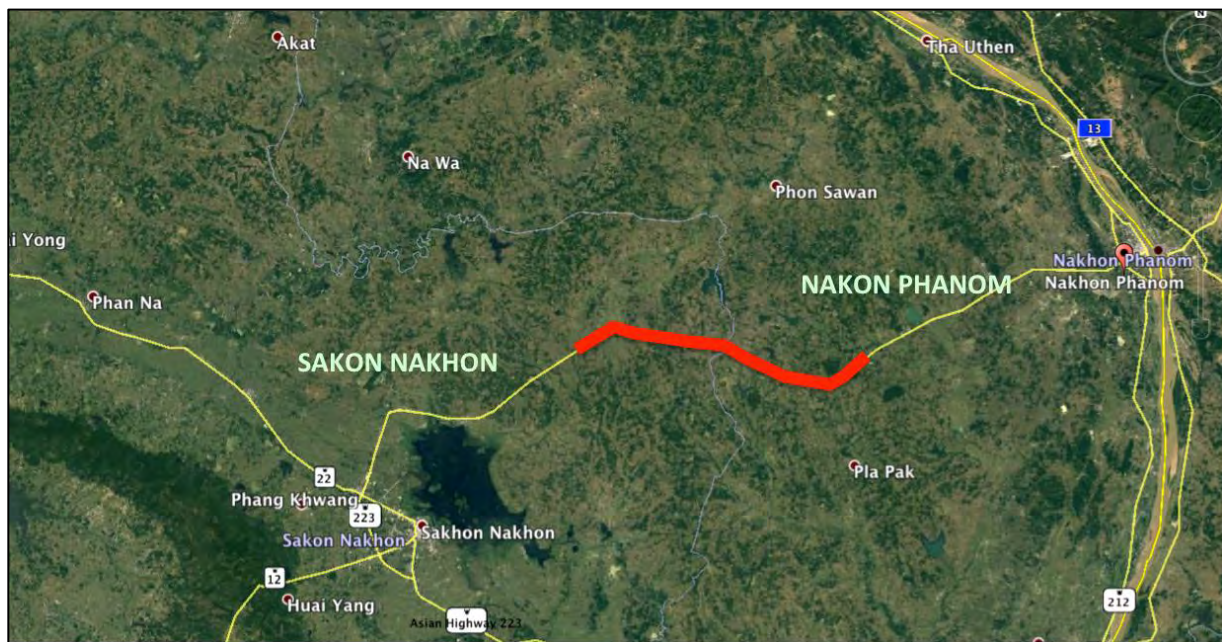 N
Akat
Tha Uthen
13
Na Wa
Phon Sawan
ai Yong
Nakhon Phanom
NAKON PHANOM
Nakhon Phanom
Phan Na
SAKON NAKHON
Pla Pak
22
Phang Khwang
223
Sakhon Nakhon
Sakon Nakhon
12
Huai Yang
212
Asian Highway 223